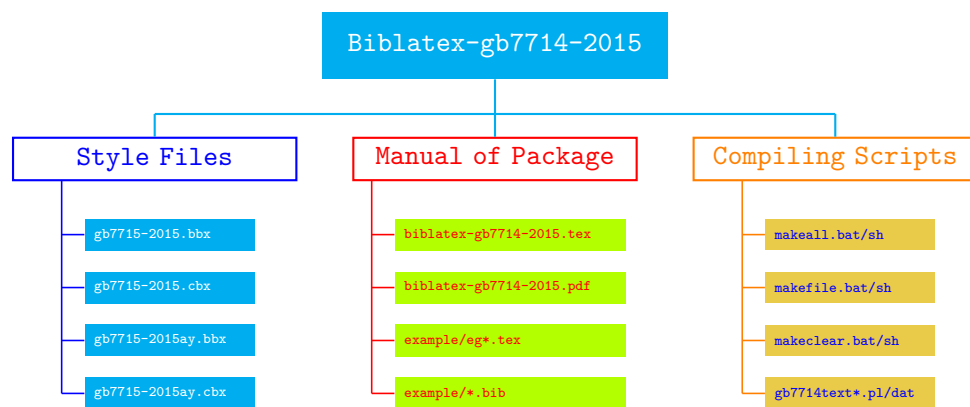 Biblatex-gb7714-2015
Style Files
gb7715-2015.bbx
gb7715-2015.cbx
gb7715-2015ay.bbx
gb7715-2015ay.cbx
Manual of Package
biblatex-gb7714-2015.tex
biblatex-gb7714-2015.pdf
example/eg*.tex
example/*.bib
Compiling Scripts
makeall.bat/sh
makefile.bat/sh
makeclear.bat/sh
gb7714text*.pl/dat